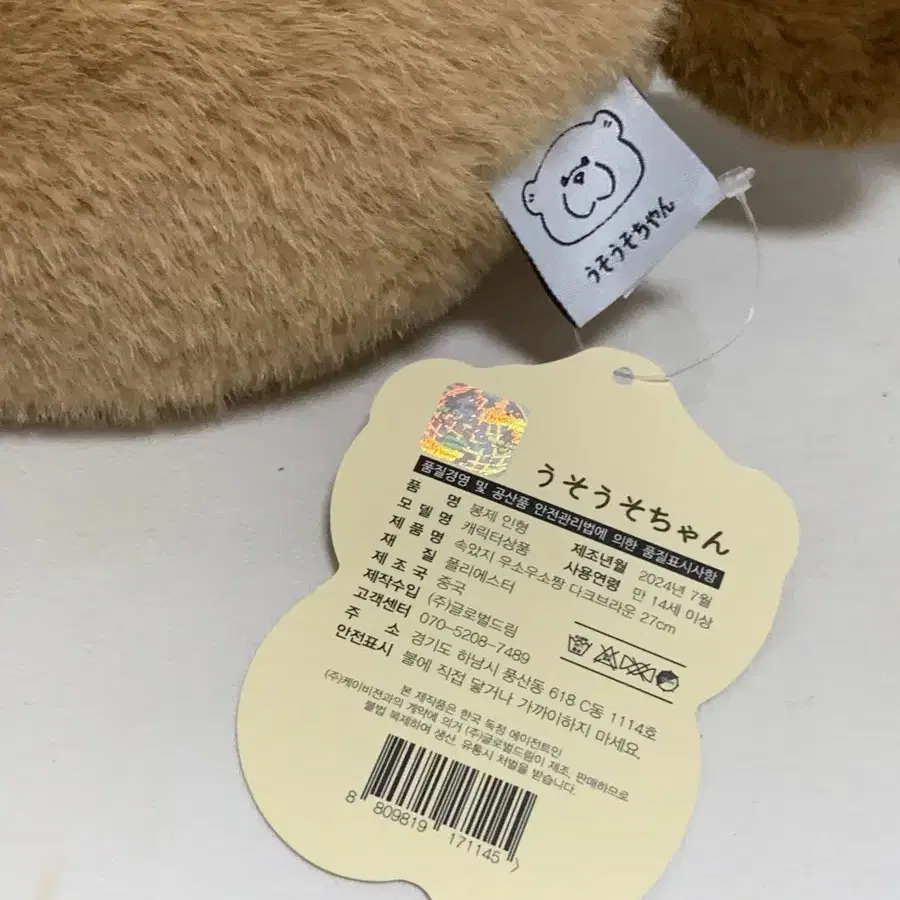 うそうそちゃん
うそうそちゃん
품질경영 및 공산품 안전관리법에 의한 품질표시사항
품 명 봉제 인형 제조년월 2024년 7월
모델명 캐릭터상품 사용연령 만 14세 이상
제품명 속았지 우소우소짱 다크브라운 27cm
재 질 폴리에스터
제조국 중국
제작수입 (주)글로벌드림
고객센터 070-5208-7489
주 소 경기도 하남시 풍산동 618 C동 1114호
안전표시 불에 직접 닿거나 가까이하지 마세요.
본 제작품은 한국 독점 에이전트인
(주)케이비젼과의 계약에 의거 (주)글로벌드림이 제조, 판매하므로
불법 복제하여 생산, 유통시 처벌을 받습니다.
8 809819 171145 >